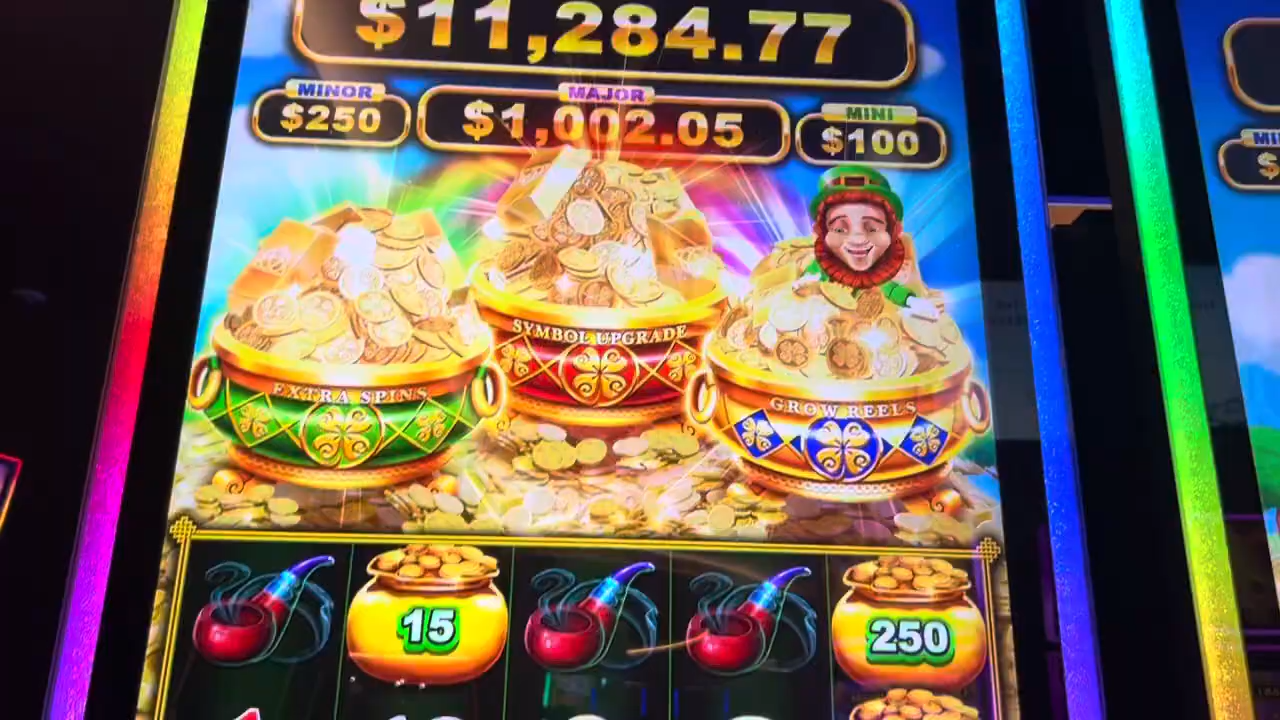 $11,284.77
MINOR
$250
MAJOR
$1,002.05
MINI
$100
EXTRA SPINS
SYMBOL UPGRADE
GROW REELS
15
250